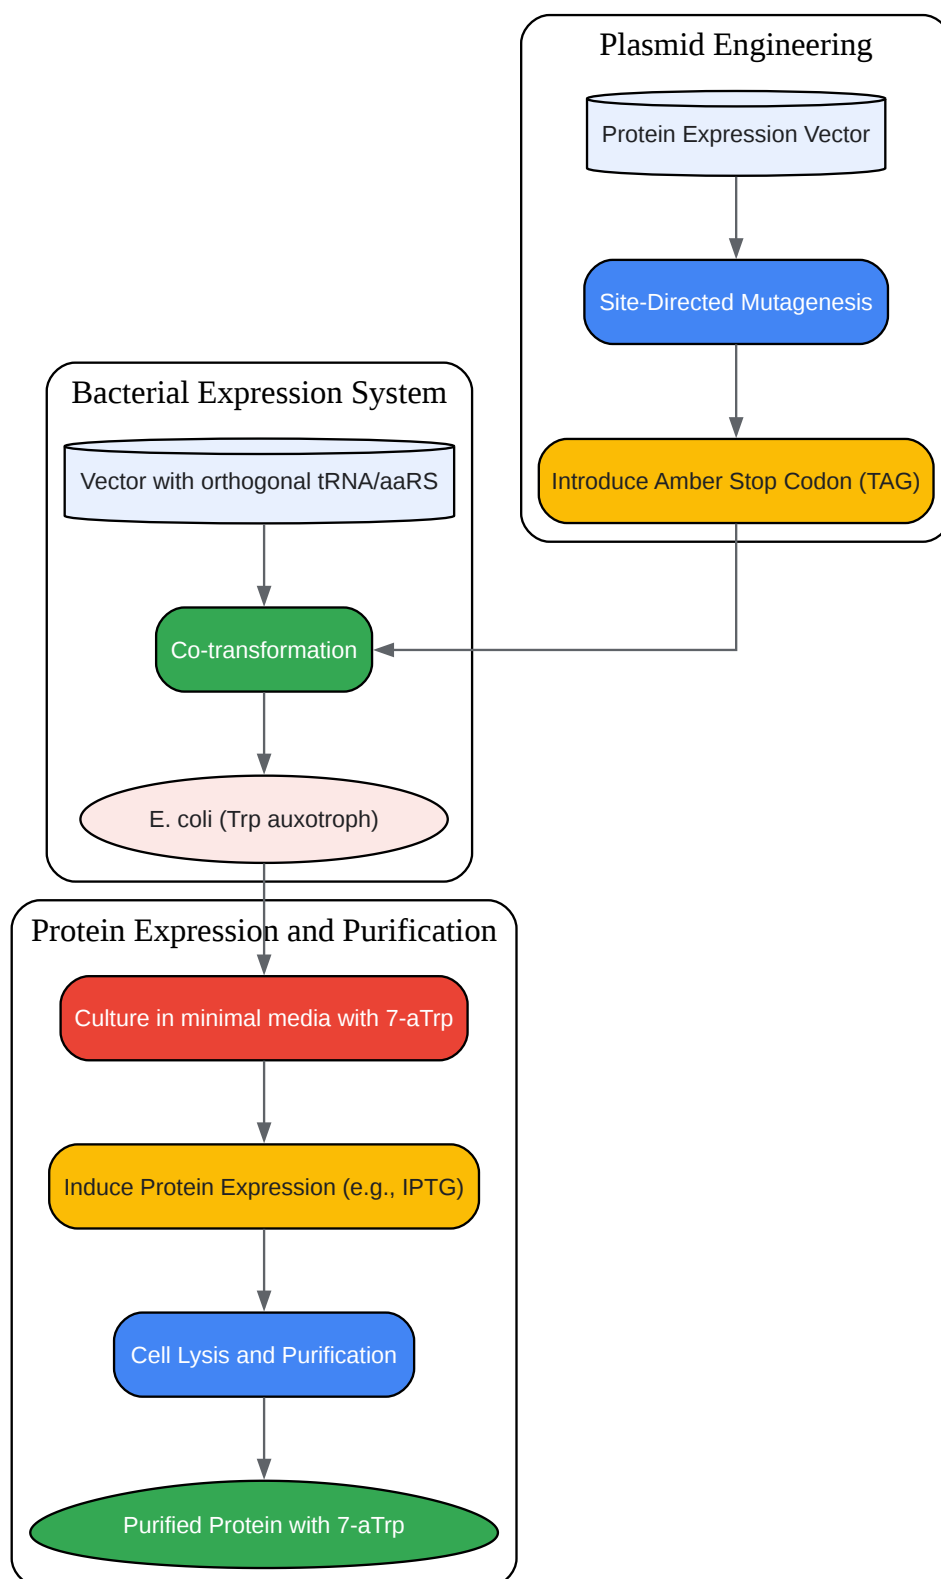 Plasmid Engineering
Protein Expression Vector
Site-Directed Mutagenesis
Introduce Amber Stop Codon (TAG)
Bacterial Expression System
Vector with orthogonal tRNA/aaRS
Co-transformation
E. coli (Trp auxotroph)
Protein Expression and Purification
Culture in minimal media with 7-aTrp
Induce Protein Expression (e.g., IPTG)
Cell Lysis and Purification
Purified Protein with 7-aTrp